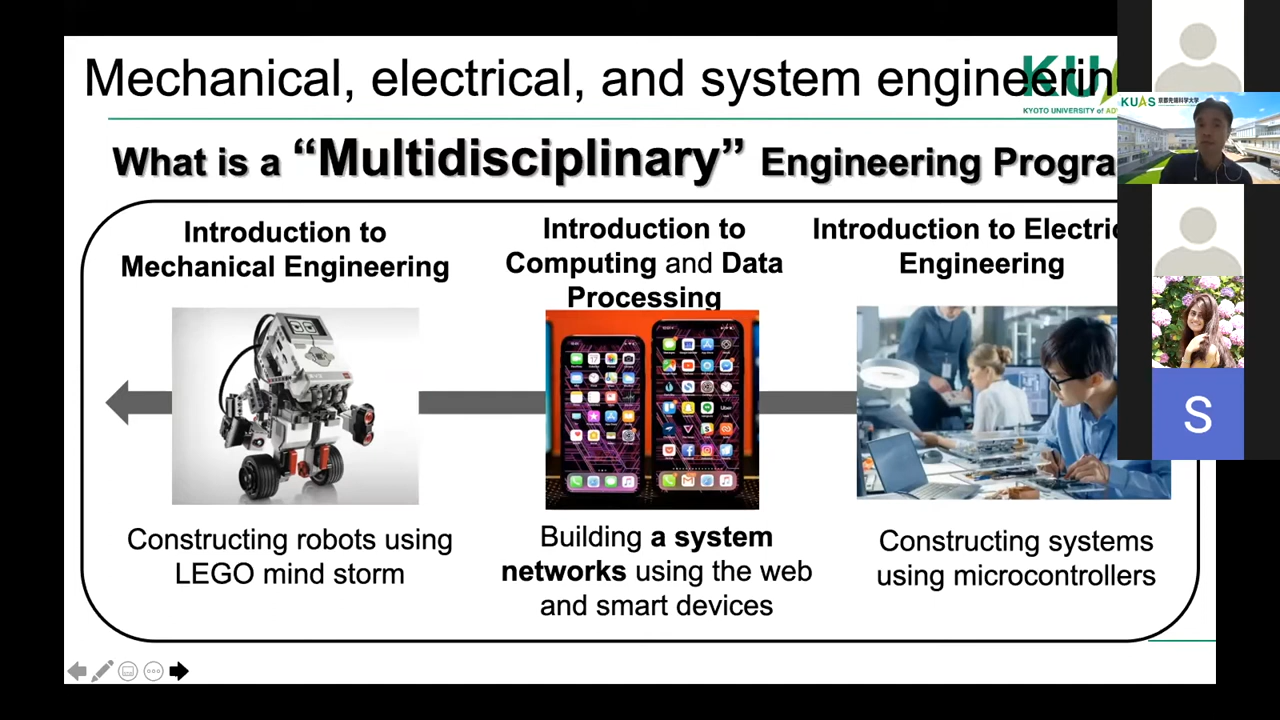 Mechanical, electrical, and system engineerin
KUA
KYOTO UNIVERSITY of AD
KUAS 京都先端科学大学
What is a “Multidisciplinary” Engineering Progra
Introduction to
Mechanical Engineering
Introduction to
Computing and Data
Processing
Introduction to Electric
Engineering
Constructing robots using
LEGO mind storm
Building a system
networks using the web
and smart devices
Constructing systems
using microcontrollers
S